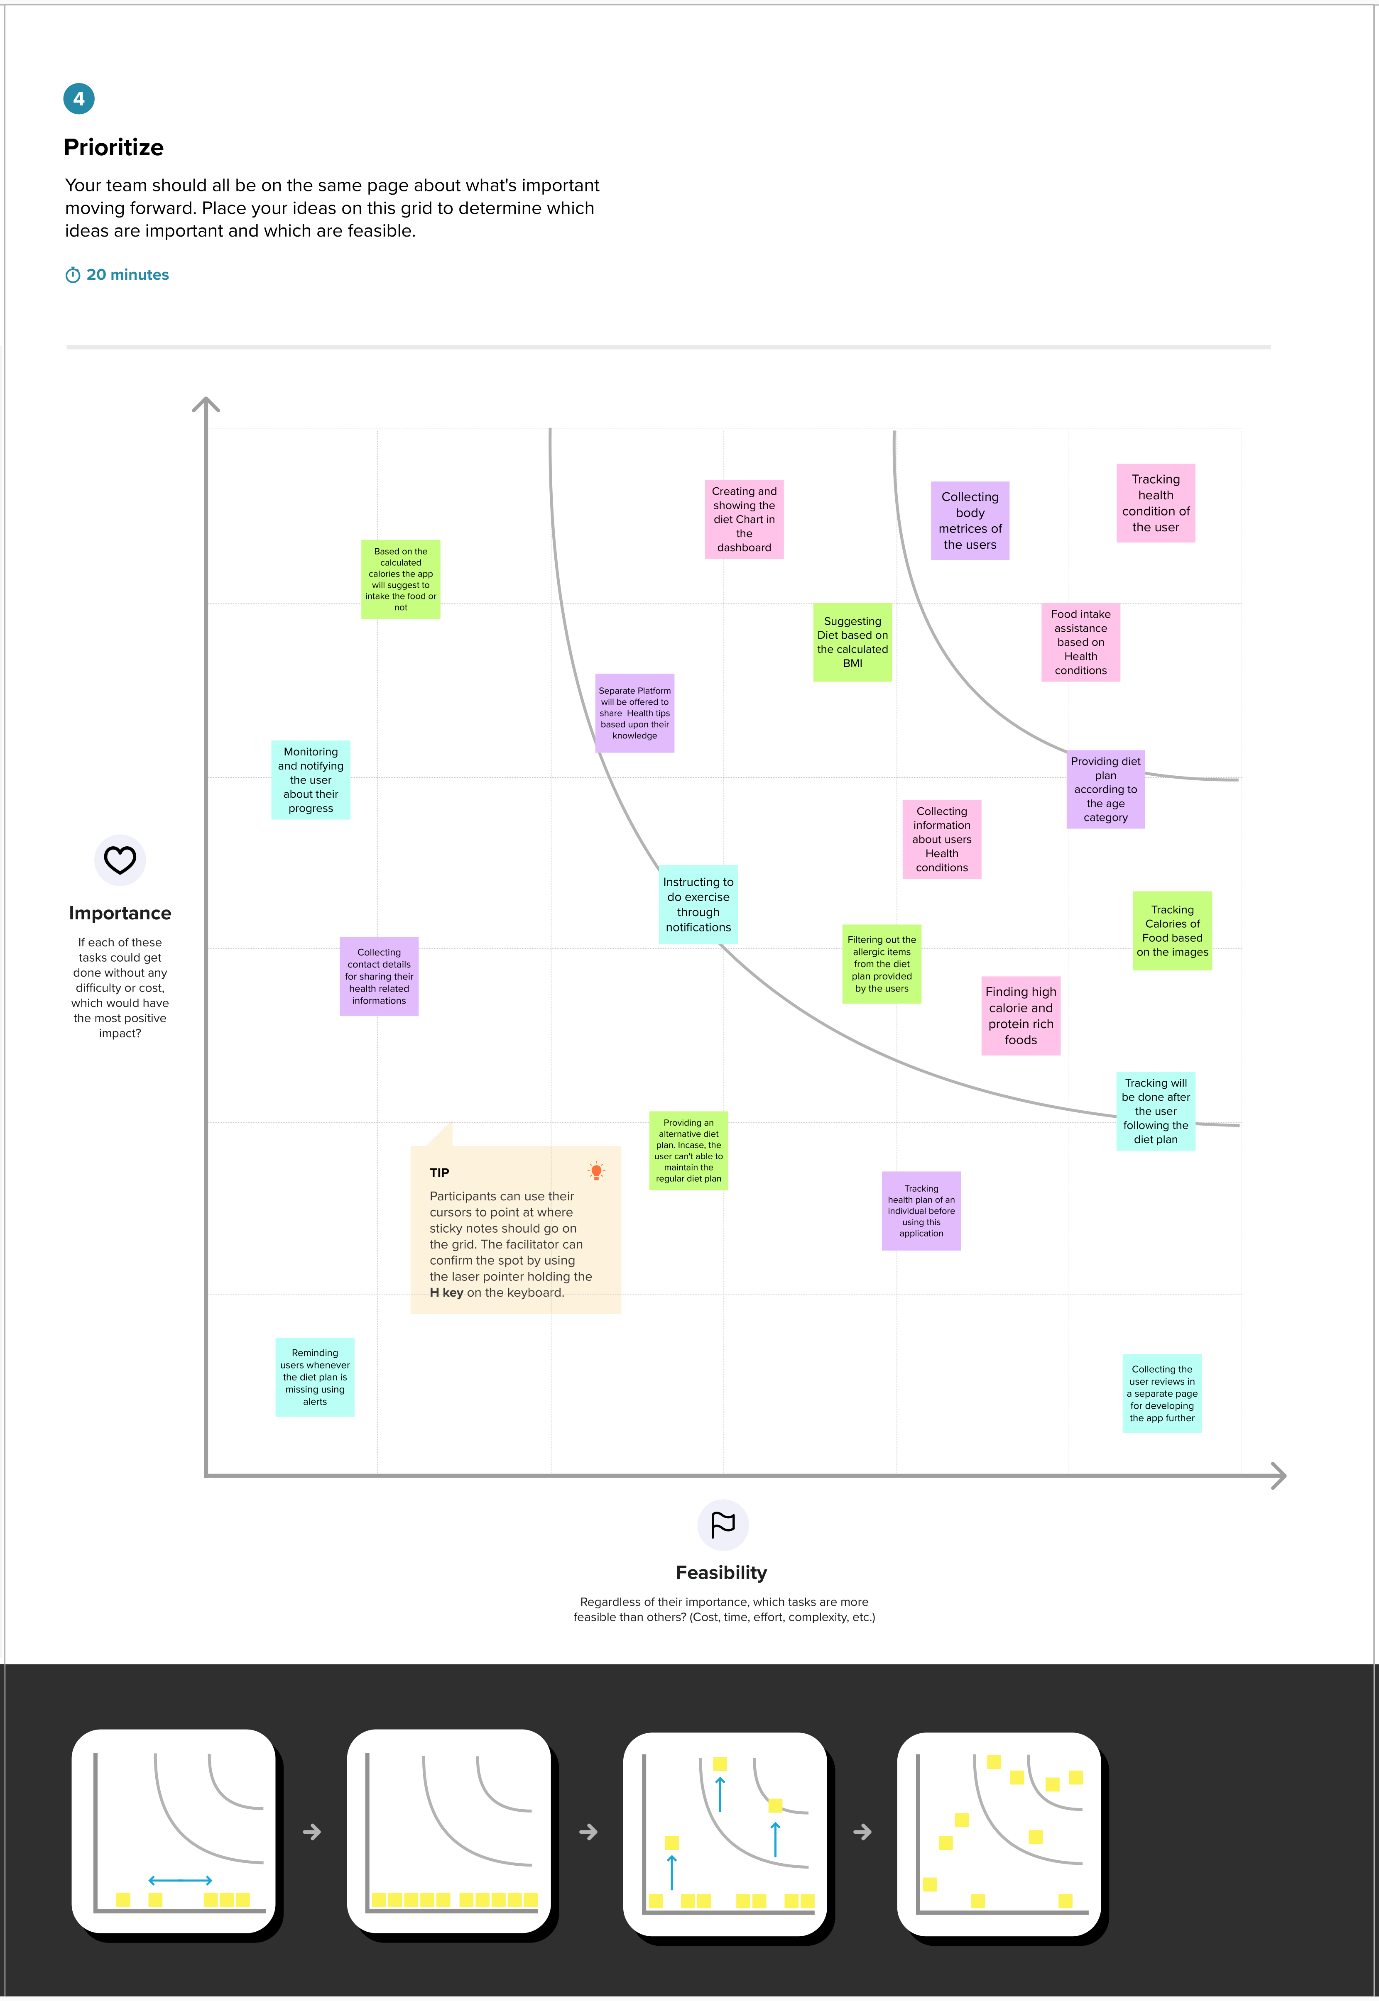 4
Prioritize
Your team should all be on the same page about what's important
moving forward. Place your ideas on this grid to determine which
ideas are important and which are feasible.
20 minutes
Tracking
health
condition of
the user
Creating and
showing the
diet Chart in
the
dashboard
Collecting
body
metrices of
the users
Based on the
calculated
calories the app
will suggest to
intake the food or
not
Suggesting
Diet based on
the calculated
BMI
Food intake
assistance
based on
Health
conditions
Separate Platform
will be offered to
share Health tips
based upon their
knowledge
Monitoring
and notifying
the user
about their
progress
Providing diet
plan
according to
the age
category
Collecting
information
about users
Health
conditions
Importance
If each of these
tasks could get
done without any
difficulty or cost,
which would have
the most positive
impact?
Instructing to
do exercise
through
notifications
Tracking
Calories of
Food based
on the images
Filtering out the
allergic items
from the diet
plan provided
by the users
Collecting
contact details
for sharing their
health related
informations
Finding high
calorie and
protein rich
foods
Tracking will
be done after
the user
following the
diet plan
Providing an
alternative diet
plan. Incase, the
user can't able to
maintain the
regular diet plan
TIP
Participants can use their
cursors to point at where
sticky notes should go on
the grid. The facilitator can
confirm the spot by using
the laser pointer holding the
H key on the keyboard.
Tracking
health plan of an
individual before
using this
application
Reminding
users whenever
the diet plan is
missing using
alerts
Collecting the
user reviews in
a separate page
for developing
the app further
Feasibility
Regardless of their importance, which tasks are more
feasible than others? (Cost, time, effort, complexity, etc.)